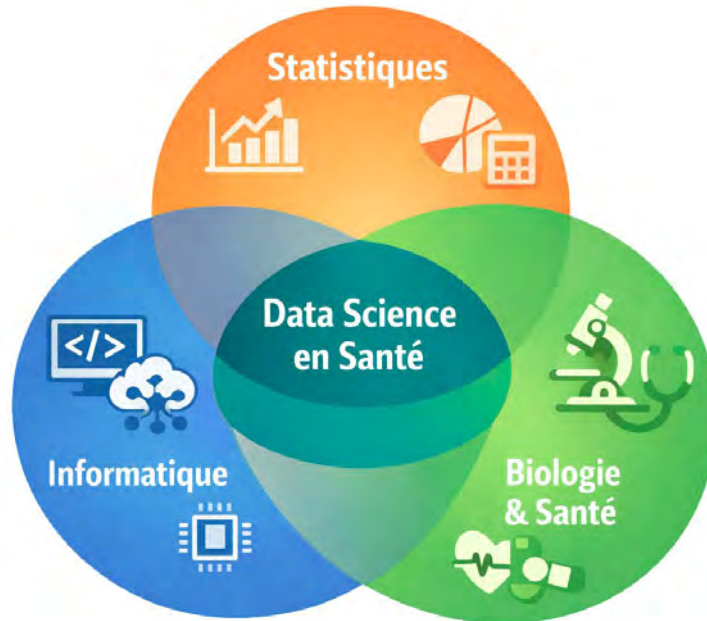 Statistiques
Data Science
en Santé
</>
Informatique
Biologie
& Santé